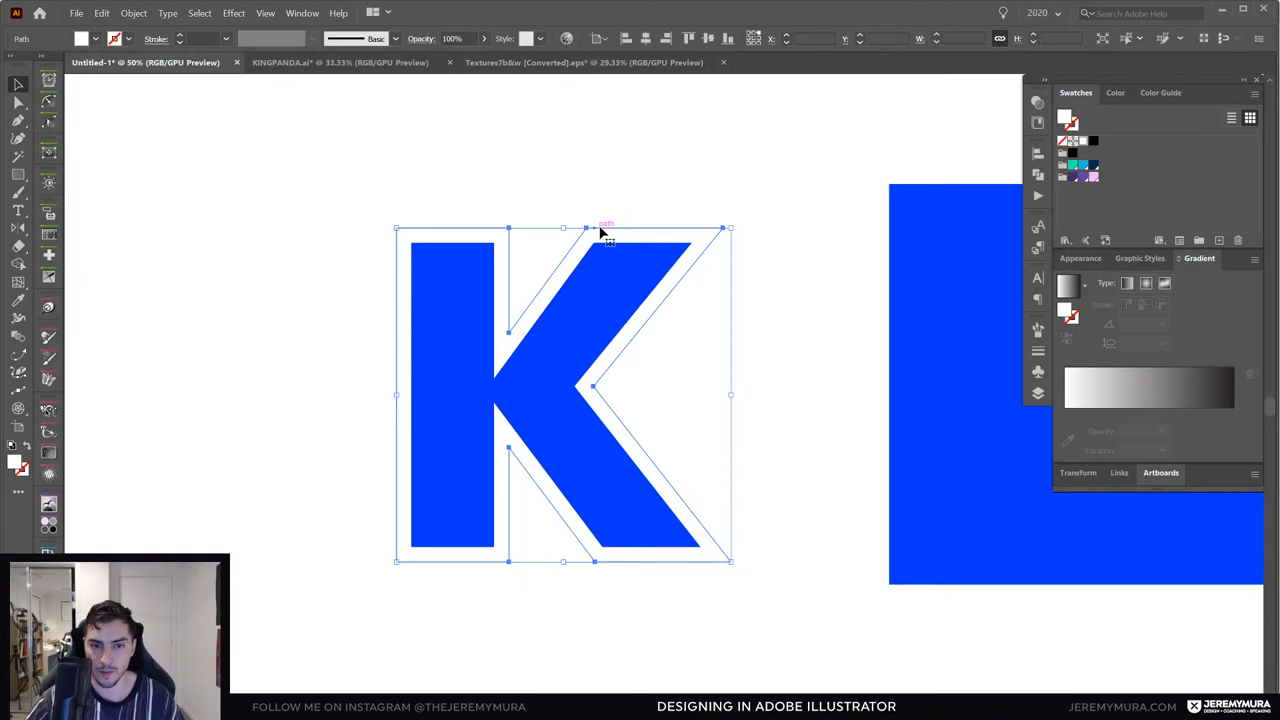 Ai File Edit Object Type Select Effect View Window Help 2020 Search Adobe Help
Path Stroke: Basic Opacity: 100% Style: X: Y: W: H:
Untitled-1* @ 50% (RGB/GPU Preview) × KINGPANDA.ai* @ 33.33% (RGB/GPU Preview) × Textures7b&w [Converted].eps* @ 29.33% (RGB/GPU Preview) ×
Swatches Color Color Guide
path
K
Appearance Graphic Styles Gradient
Type:
Stroke:
Opacity:
Location:
Transform Links Artboards
FOLLOW ME ON INSTAGRAM @THEJEREMYMURA DESIGNING IN ADOBE ILLUSTRATOR JEREMYMURA.COM JEREMYMURA
DESIGN • COACHING • SPEAKING